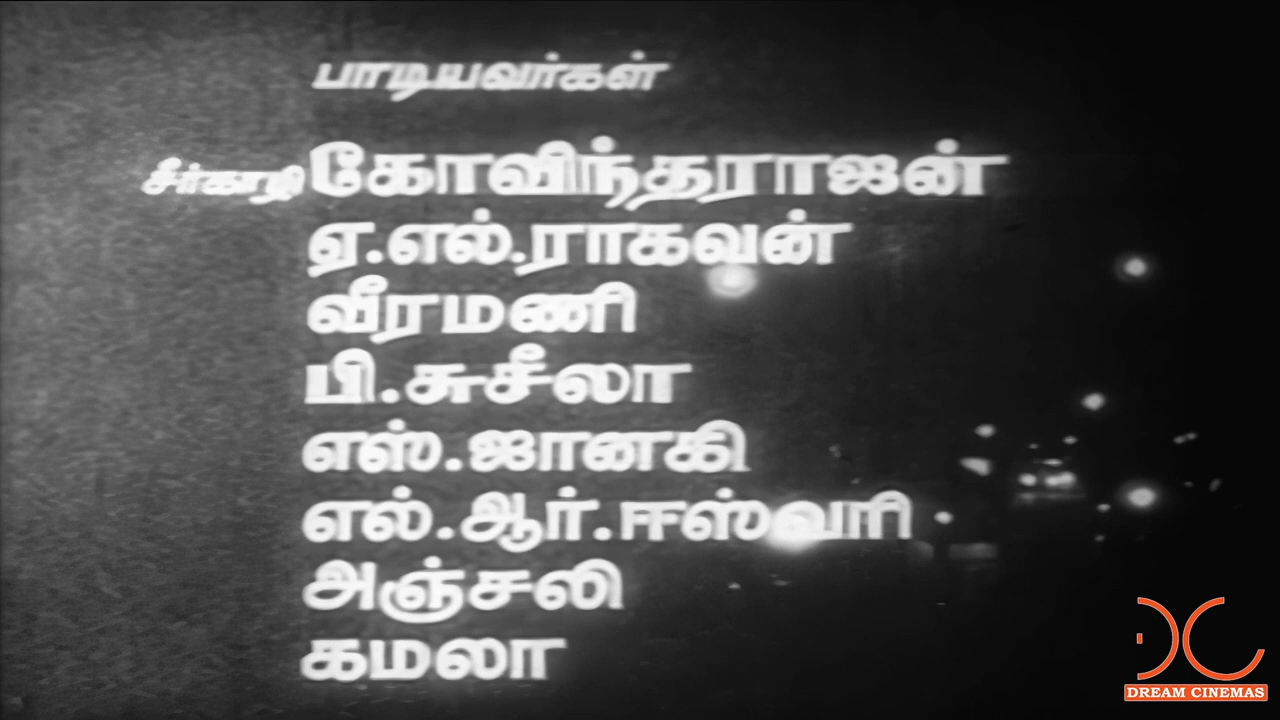 பாடியவர்கள்
சீர்காழி கோவிந்தராஜன்
ஏ.எல்.ராகவன்
வீரமணி
பி.சுசீலா
எஸ்.ஜானகி
எல்.ஆர்.ஈஸ்வரி
அஞ்சலி
கமலா
DREAM CINEMAS